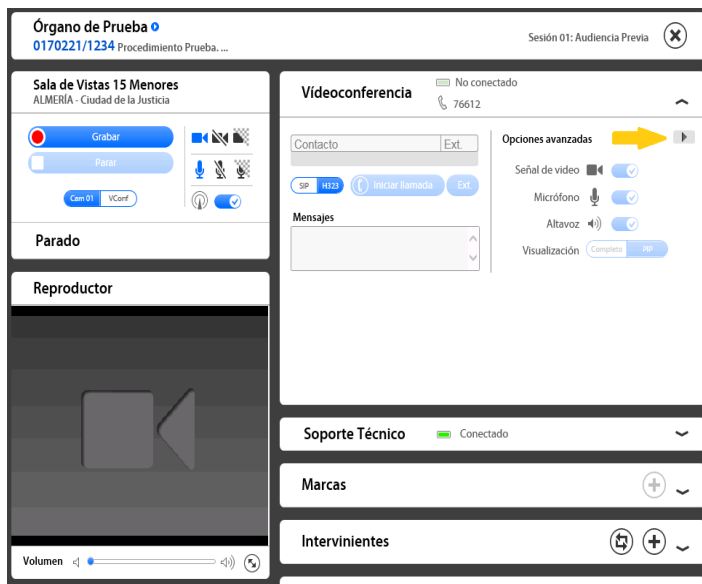 Órgano de Prueba
0170221/1234 Procedimiento Prueba. ...
Sesión 01: Audiencia Previa
Sala de Vistas 15 Menores
ALMERÍA - Ciudad de la Justicia
Grabar
Parar
Cam 01 VConf
Parado
Reproductor
Volumen
Vídeoconferencia
No conectado
76612
Contacto Ext.
SIP H323 Iniciar llamada Ext.
Mensajes
Opciones avanzadas
Señal de video
Micrófono
Altavoz
Visualización Completa PIP
Soporte Técnico Conectado
Marcas
Intervinientes